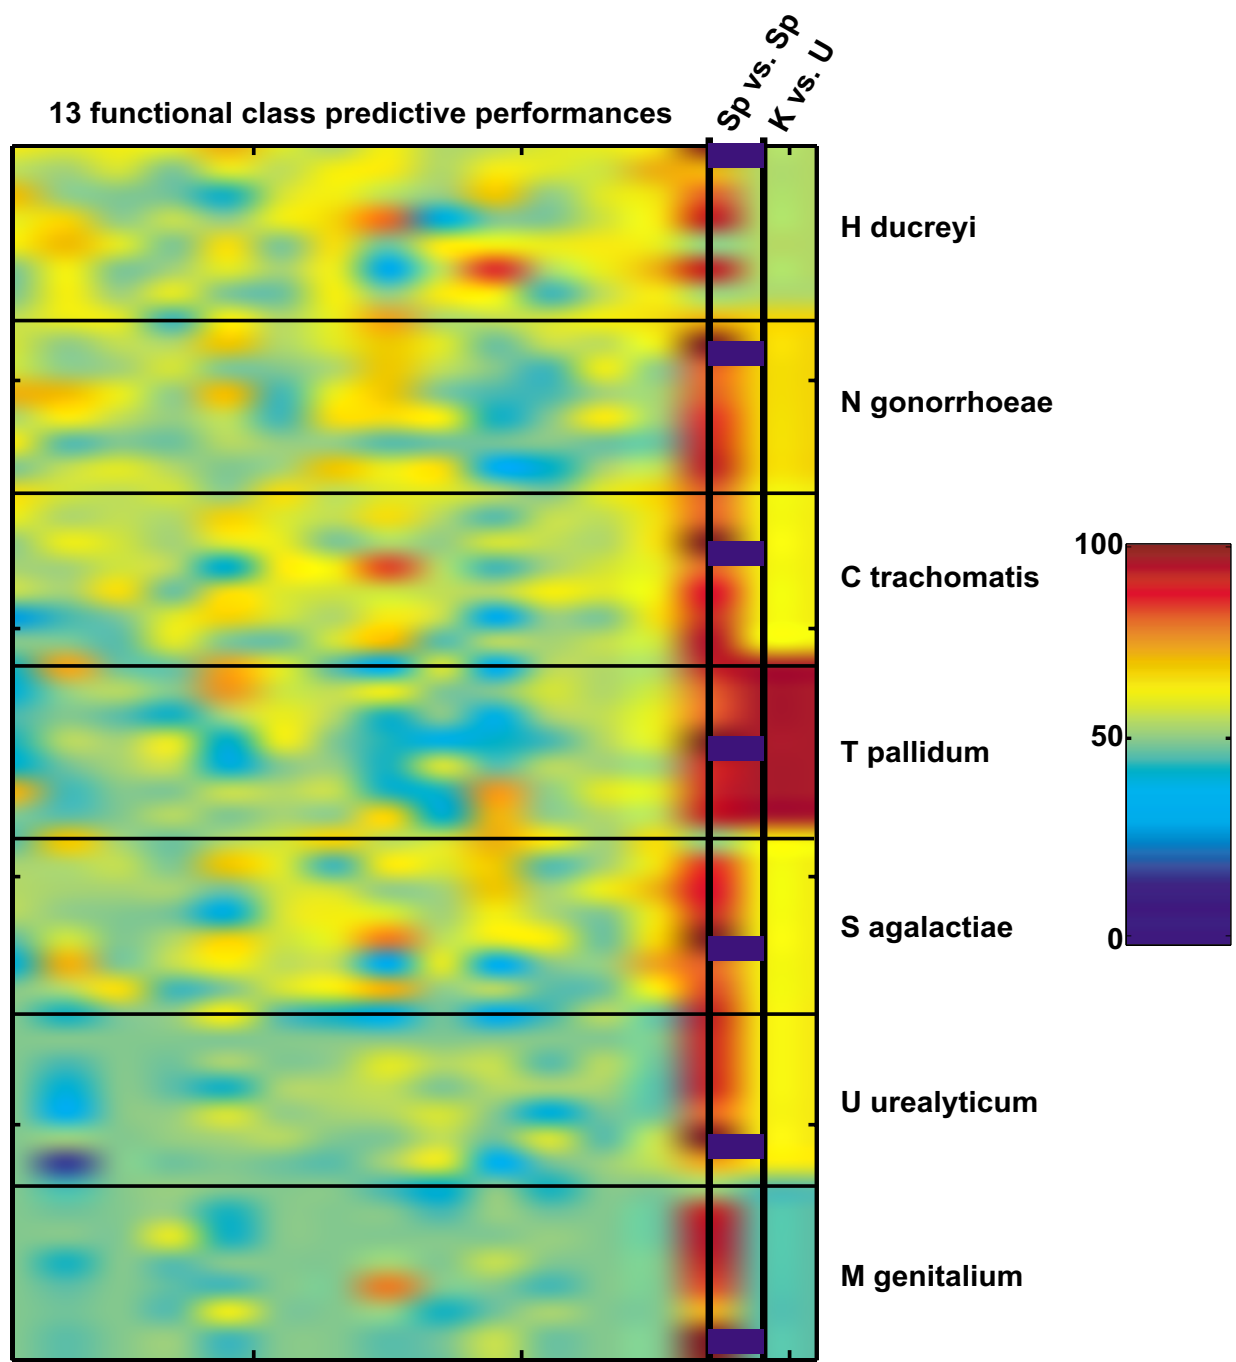 Sp vs. Sp
K vs. U
13 functional class predictive performances
H ducreyi
N gonorrhoeae
C trachomatis
T pallidum
S agalactiae
U urealyticum
M genitalium
100
50
0